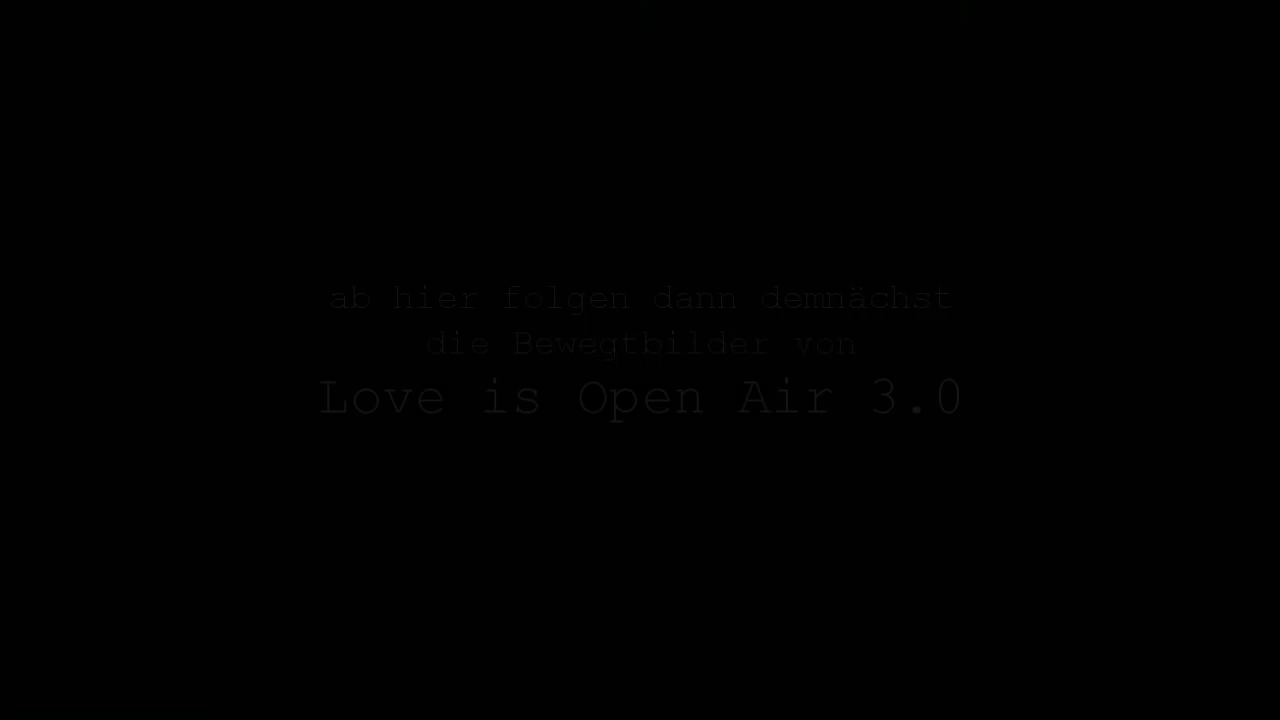 ab hier folgen dann demnächst
die Bewegtbilder von
Love is Open Air 3.0